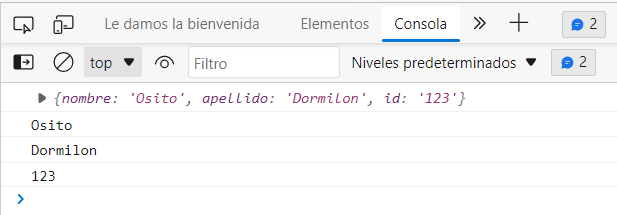 Le damos la bienvenida Elementos Consola 2
top Filtro Niveles predeterminados 2
{nombre: 'Osito', apellido: 'Dormilon', id: '123'}
Osito
Dormilon
123